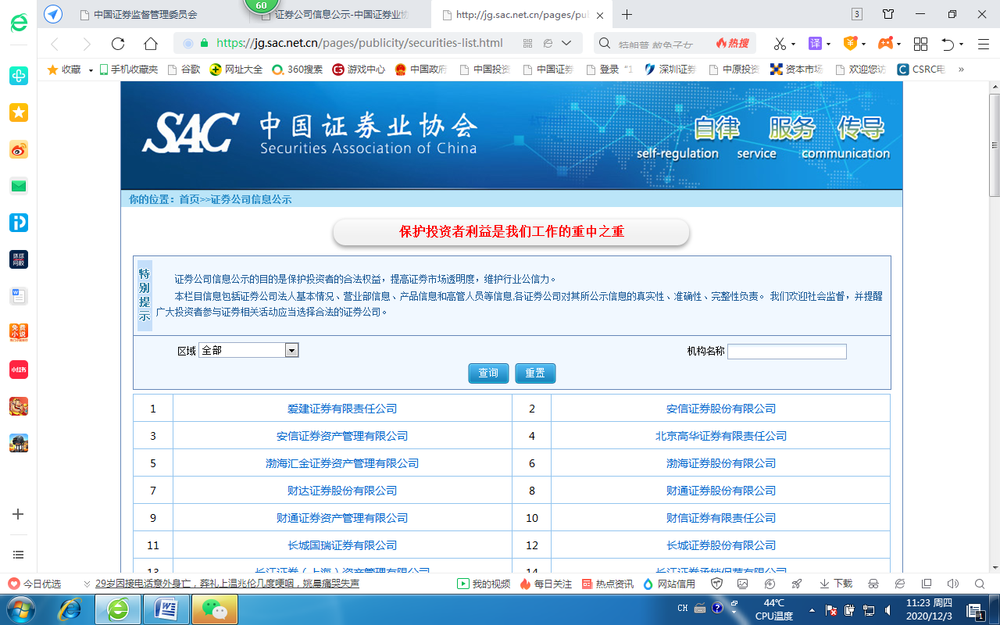 60
中国证券监督管理委员会
证券公司信息公示-中国证券业协
http://jg.sac.net.cn/pages/pu
3
https://jg.sac.net.cn/pages/publicity/securities-list.html
热搜
译
收藏
手机收藏夹
谷歌
网址大全
360搜索
游戏中心
中国政府
中国投资
中国证券
登录
深圳证券
中原投资
资本市场
欢迎您访
CSRC电
»
SAC 中国证券业协会
Securities Association of China
自律 服务 传导
self-regulation service communication
你的位置：首页>>证券公司信息公示
保护投资者利益是我们工作的重中之重
特别提示
证券公司信息公示的目的是保护投资者的合法权益，提高证券市场透明度，维护行业公信力。
本栏目信息包括证券公司法人基本情况、营业部信息、产品信息和高管人员等信息,各证券公司对其所公示信息的真实性、准确性、完整性负责。 我们欢迎社会监督，并提醒
广大投资者参与证券相关活动应当选择合法的证券公司。
区域 全部 机构名称
查询 重置
1 爱建证券有限责任公司 2 安信证券股份有限公司
3 安信证券资产管理有限公司 4 北京高华证券有限责任公司
5 渤海汇金证券资产管理有限公司 6 渤海证券股份有限公司
7 财达证券股份有限公司 8 财通证券股份有限公司
9 财通证券资产管理有限公司 10 财信证券有限责任公司
11 长城国瑞证券有限公司 12 长城证券股份有限公司
13 长江证券（上海）资产管理有限公司 14 长江证券承销保荐有限公司
环球网校
免费小说
小红书
今日优选
29岁因接电话意外身亡，葬礼上温兆伦几度哽咽，姚晨痛哭失声
我的视频
每日关注
热点资讯
网站信用
下载
CH
44℃
CPU温度
11:23 周四
2020/12/3
1